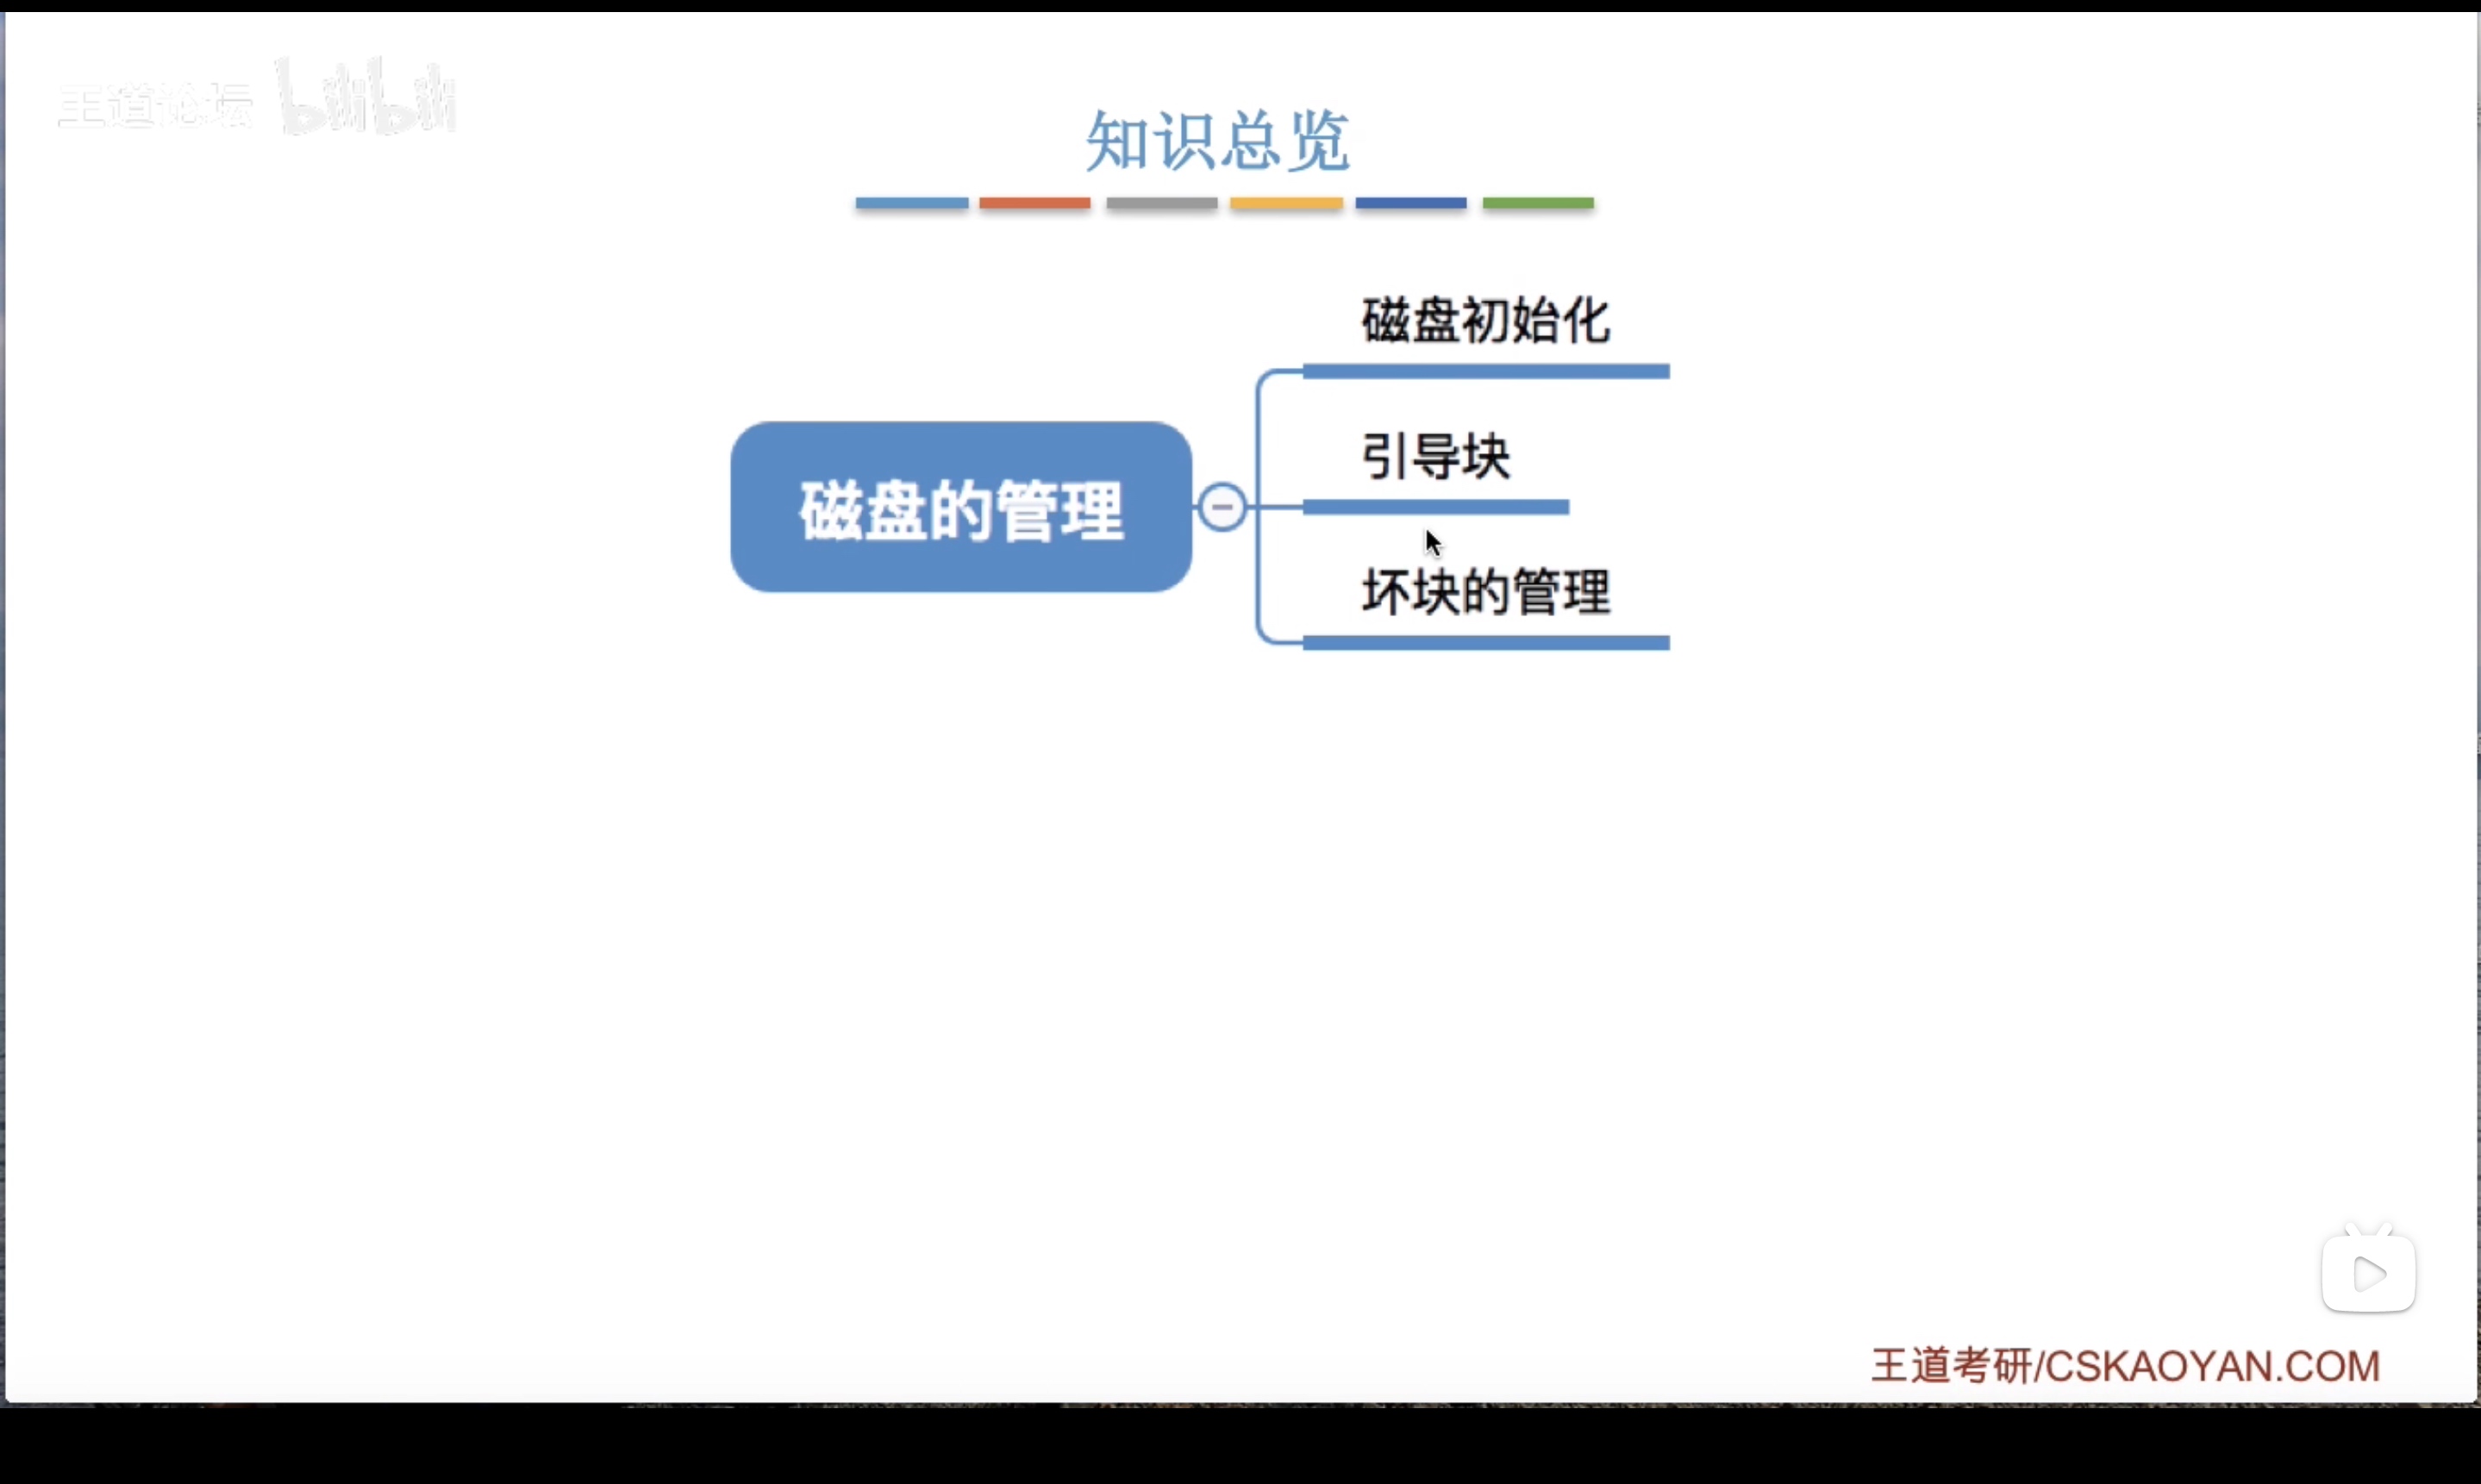 王道论坛 bilibili
知识总览
磁盘初始化
引导块
磁盘的管理
坏块的管理
王道考研/CSKAOYAN.COM